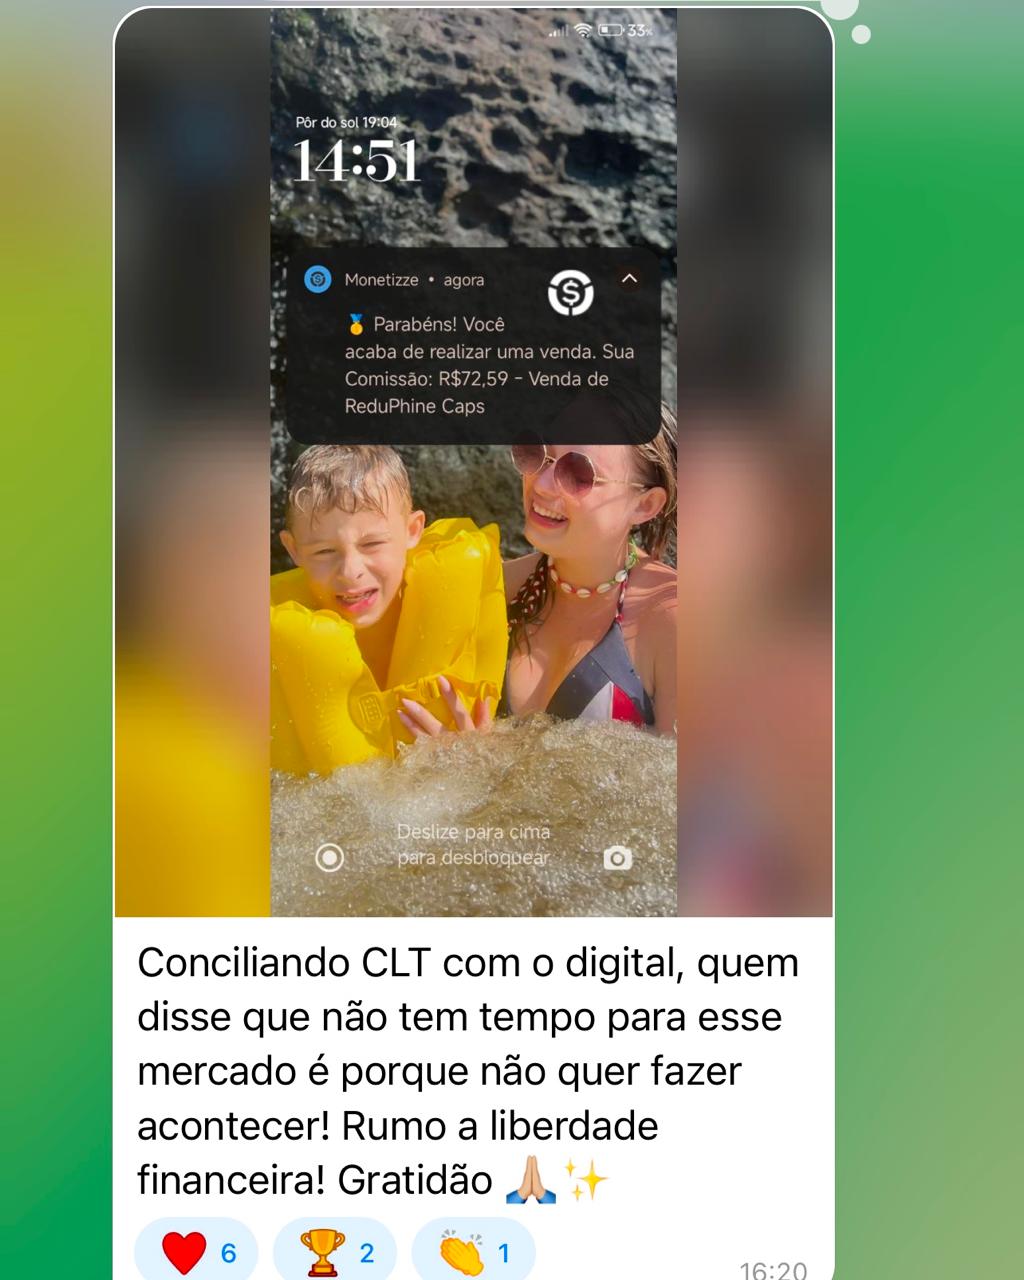 33%
Pôr do sol 19:04
14:51
Monetizze • agora
🏅 Parabéns! Você
acaba de realizar uma venda. Sua
Comissão: R$72,59 - Venda de
ReduPhine Caps
Deslize para cima
para desbloquear
Conciliando CLT com o digital, quem
disse que não tem tempo para esse
mercado é porque não quer fazer
acontecer! Rumo a liberdade
financeira! Gratidão 🙏🏼✨
❤️ 6 🏆 2 👏 1
16:20